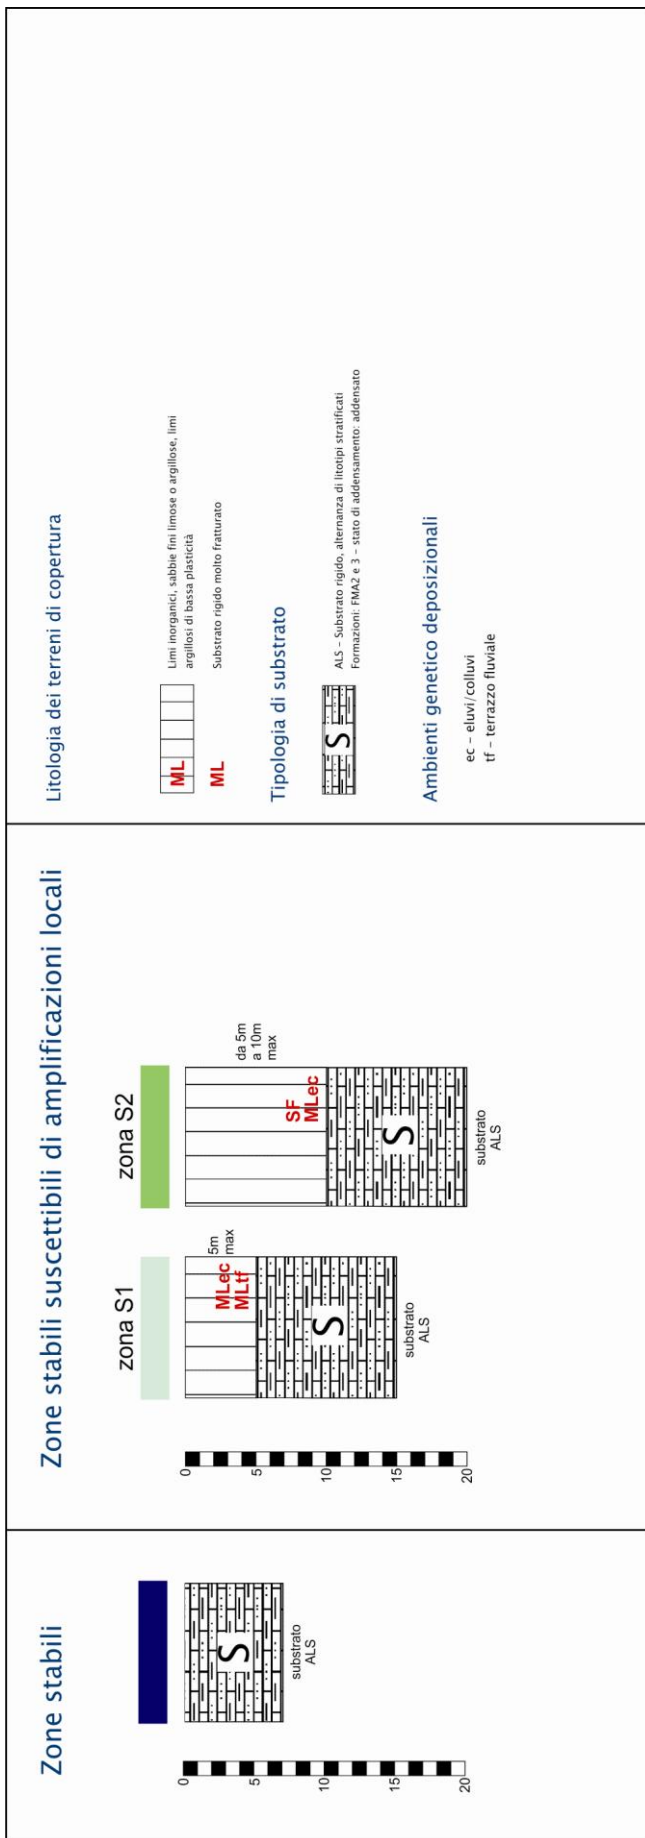 Zone stabili
0
5
10
15
20
S
substrato
ALS
Zone stabili suscettibili di amplificazioni locali
0
5
10
15
20
zona S1
MLec
MLtf
5m
max
S
substrato
ALS
zona S2
SF
MLec
da 5m
a 10m
max
S
substrato
ALS
Litologia dei terreni di copertura
ML
Limi inorganici, sabbie fini limose o argillose, limi
argillosi di bassa plasticità
ML
Substrato rigido molto fratturato
Tipologia di substrato
S
ALS – Substrato rigido, alternanza di litotipi stratificati
Formazioni: FMA2 e 3 – stato di addensamento: addensato
Ambienti genetico deposizionali
ec – eluvi/colluvi
tf – terrazzo fluviale